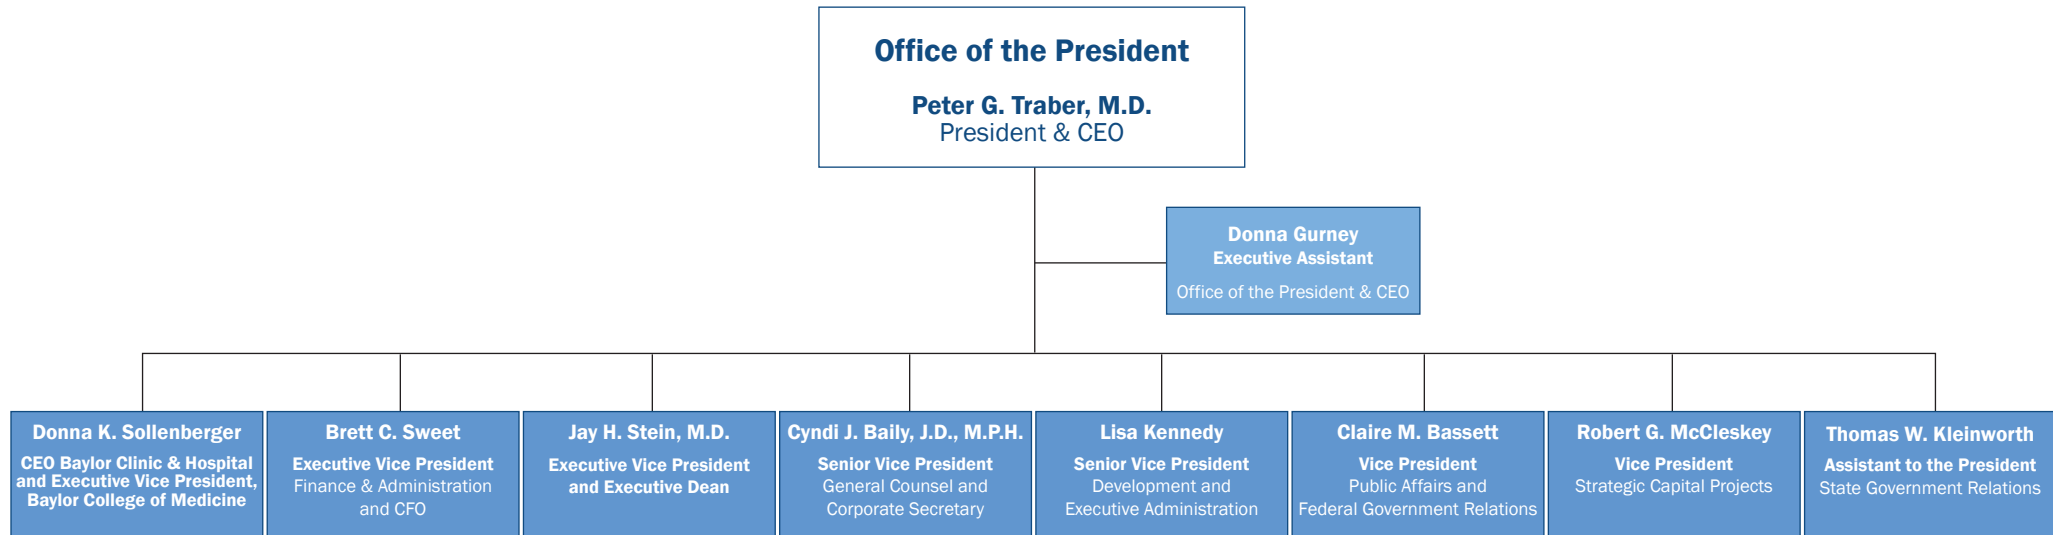 Office of the President
Peter G. Traber, M.D.
President & CEO
Donna Gurney
Executive Assistant
Office of the President & CEO
Donna K. Sollenberger
CEO Baylor Clinic & Hospital
and Executive Vice President,
Baylor College of Medicine
Brett C. Sweet
Executive Vice President
Finance & Administration
and CFO
Jay H. Stein, M.D.
Executive Vice President
and Executive Dean
Cyndi J. Baily, J.D., M.P.H.
Senior Vice President
General Counsel and
Corporate Secretary
Lisa Kennedy
Senior Vice President
Development and
Executive Administration
Claire M. Bassett
Vice President
Public Affairs and
Federal Government Relations
Robert G. McCleskey
Vice President
Strategic Capital Projects
Thomas W. Kleinworth
Assistant to the President
State Government Relations